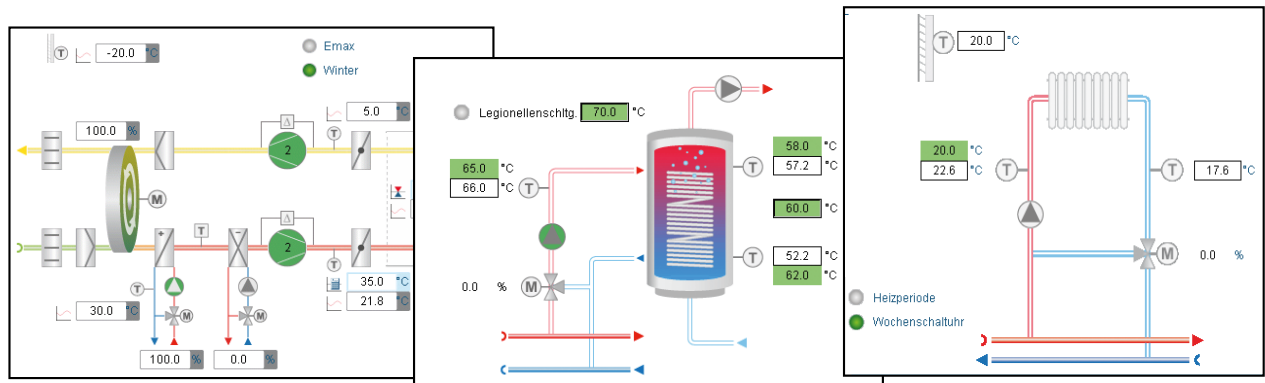 T
-20.0 °C
Emax
Winter
5.0 °C
100.0 %
Δ
2
T
M
T
Δ
2
+
−
T
T
35.0 °C
21.8 °C
30.0 °C
M
M
100.0 %
0.0 %
Legionellenschltg. 70.0 °C
65.0 °C
66.0 °C
T
58.0 °C
57.2 °C
T
60.0 °C
52.2 °C
62.0 °C
T
0.0 %
M
T
20.0 °C
20.0 °C
22.6 °C
T
T
17.6 °C
M
0.0 %
Heizperiode
Wochenschaltuhr